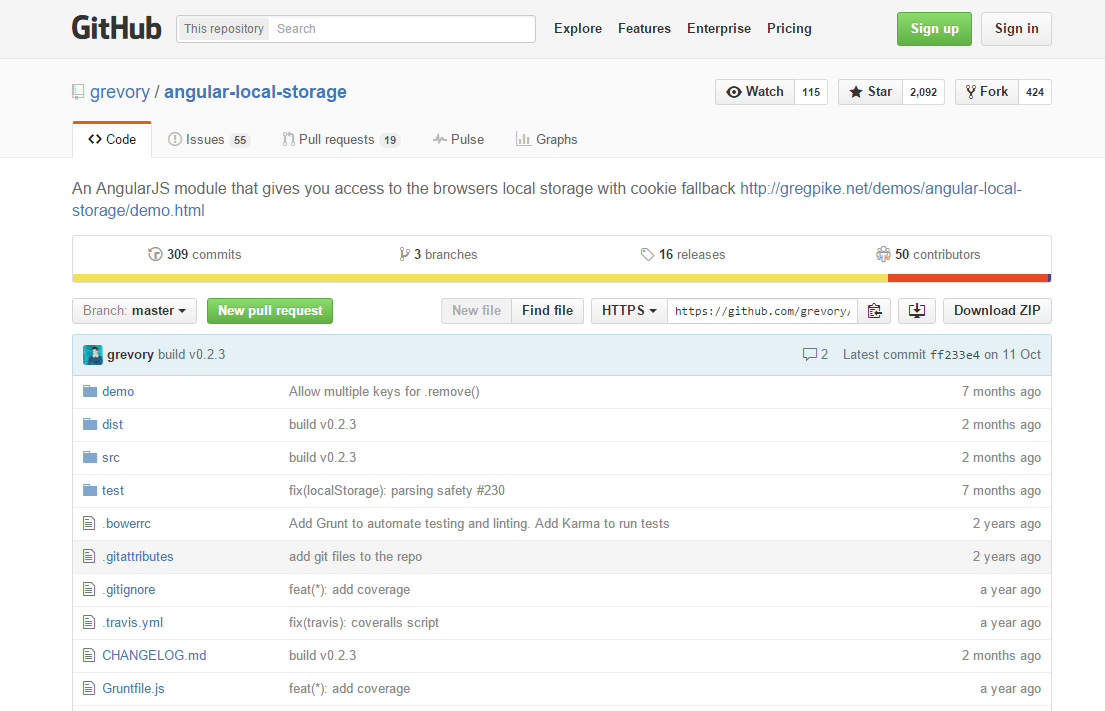 GitHub This repository Search Explore Features Enterprise Pricing Sign up Sign in
grevory / angular-local-storage Watch 115 Star 2,092 Fork 424
Code Issues 55 Pull requests 19 Pulse Graphs
An AngularJS module that gives you access to the browsers local storage with cookie fallback http://gregpike.net/demos/angular-local-
storage/demo.html
309 commits 3 branches 16 releases 50 contributors
Branch: master New pull request New file Find file HTTPS https://github.com/grevory/ Download ZIP
grevory build v0.2.3 2 Latest commit ff233e4 on 11 Oct
demo Allow multiple keys for .remove() 7 months ago
dist build v0.2.3 2 months ago
src build v0.2.3 2 months ago
test fix(localStorage): parsing safety #230 7 months ago
.bowerrc Add Grunt to automate testing and linting. Add Karma to run tests 2 years ago
.gitattributes add git files to the repo 2 years ago
.gitignore feat(*): add coverage a year ago
.travis.yml fix(travis): coveralls script a year ago
CHANGELOG.md build v0.2.3 2 months ago
Gruntfile.js feat(*): add coverage a year ago